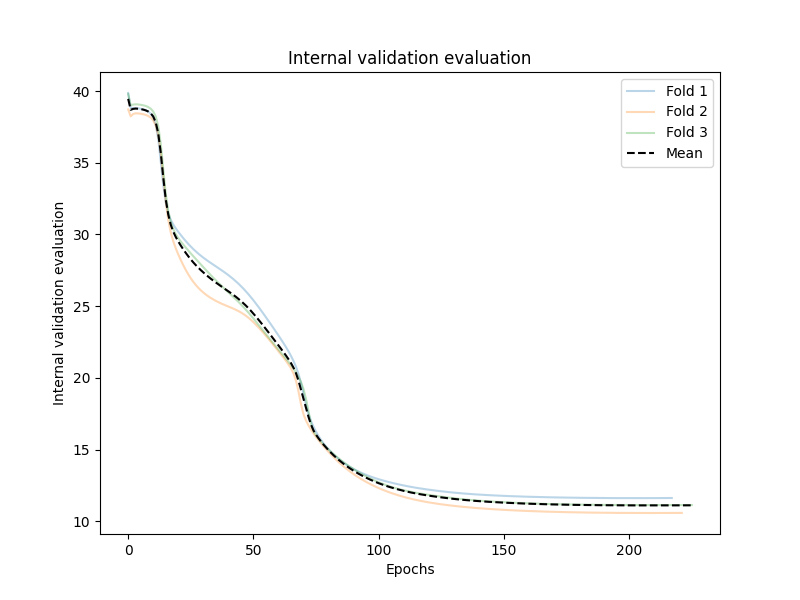 Internal validation evaluation
Internal validation evaluation
40
35
30
25
20
15
10
0
50
100
150
200
Epochs
Fold 1
Fold 2
Fold 3
Mean